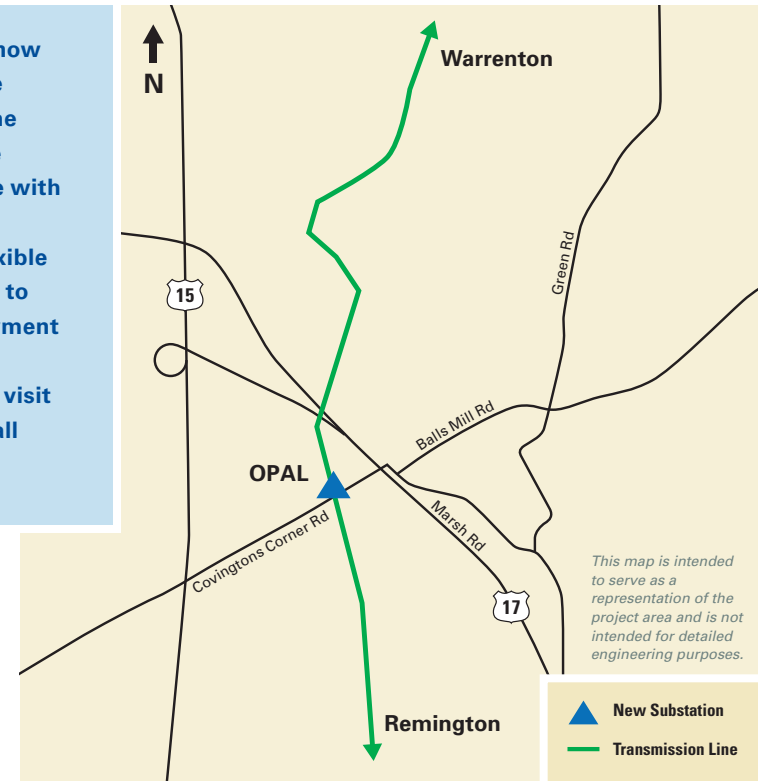 now
e
ne
e
e with
xible
to
ment
visit
all
N
Warrenton
15
Green Rd
Balls Mill Rd
OPAL
Covingtons Corner Rd
Marsh Rd
17
This map is intended
to serve as a
representation of the
project area and is not
intended for detailed
engineering purposes.
Remington
New Substation
Transmission Line